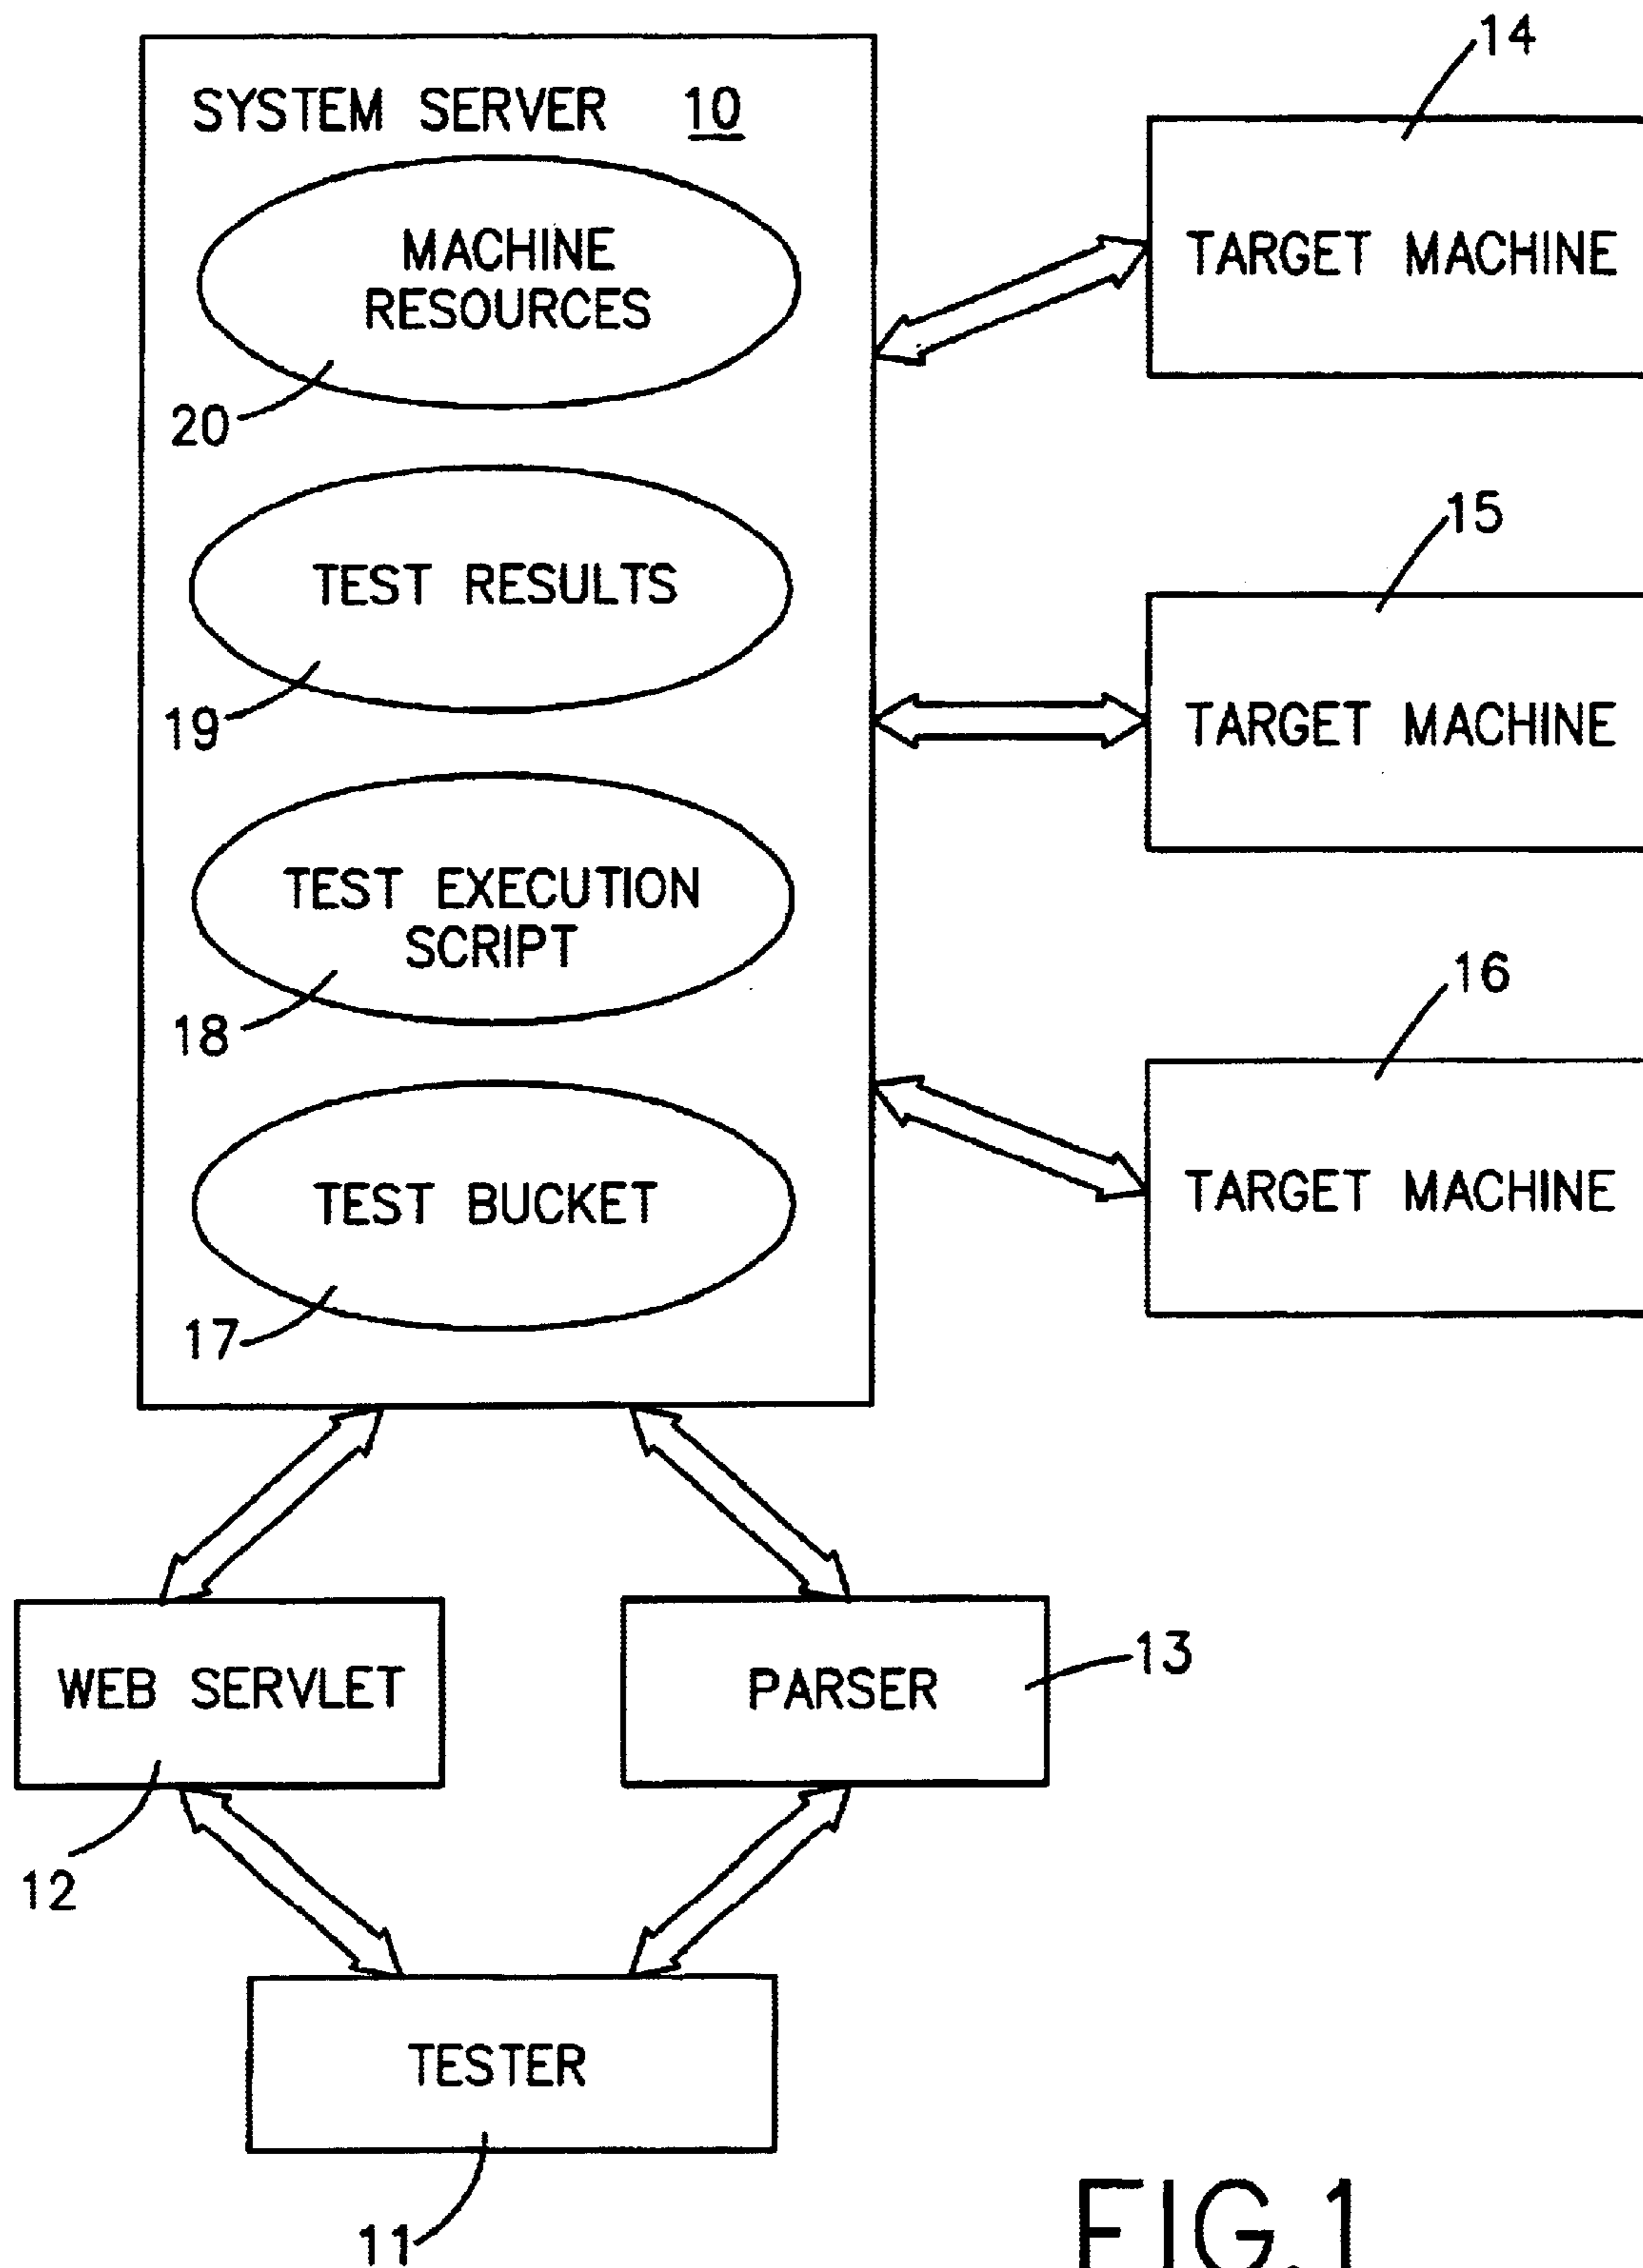 14
SYSTEM SERVER 10
MACHINE
RESOURCES
TARGET MACHINE
20
15
TEST RESULTS
19
TARGET MACHINE
TEST EXECUTION
SCRIPT
16
18
TEST BUCKET
TARGET MACHINE
17
WEB SERVLET
PARSER
13
12
TESTER
11
FIG.1